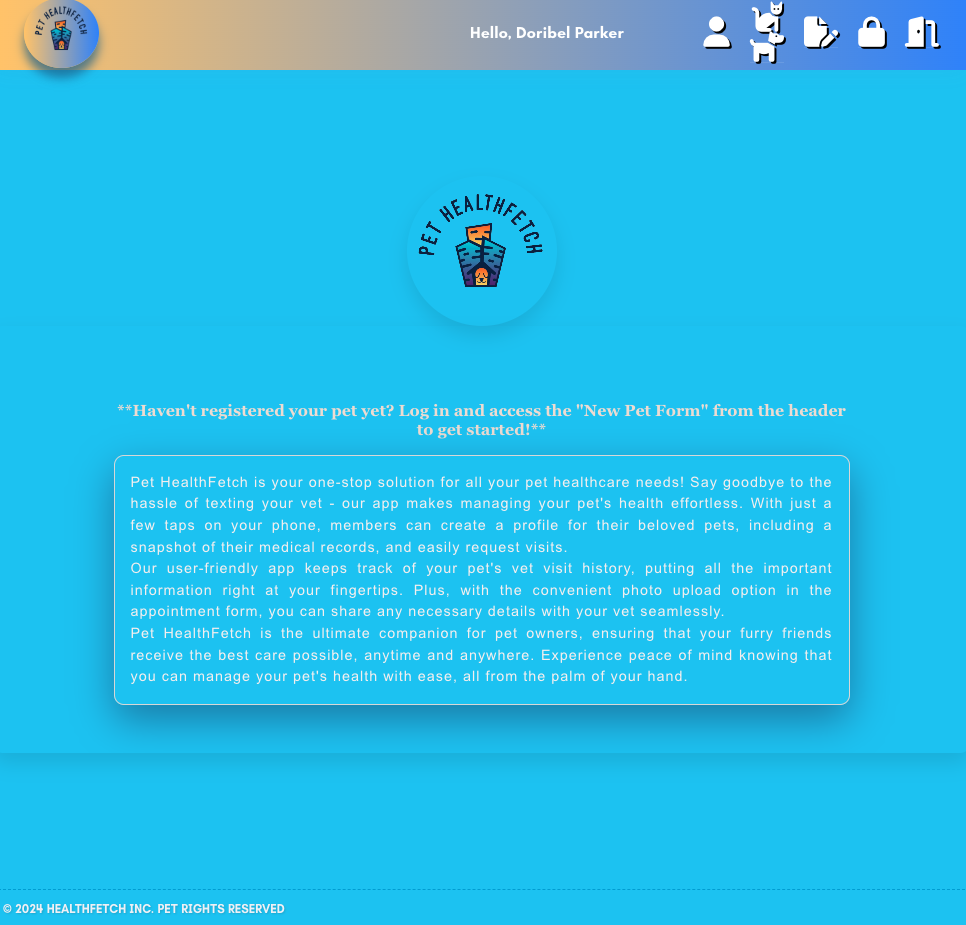 PET HEALTHFETCH
Hello, Doribel Parker
PET HEALTHFETCH
**Haven't registered your pet yet? Log in and access the "New Pet Form" from the header
to get started!**
Pet HealthFetch is your one-stop solution for all your pet healthcare needs! Say goodbye to the
hassle of texting your vet - our app makes managing your pet's health effortless. With just a
few taps on your phone, members can create a profile for their beloved pets, including a
snapshot of their medical records, and easily request visits.
Our user-friendly app keeps track of your pet's vet visit history, putting all the important
information right at your fingertips. Plus, with the convenient photo upload option in the
appointment form, you can share any necessary details with your vet seamlessly.
Pet HealthFetch is the ultimate companion for pet owners, ensuring that your furry friends
receive the best care possible, anytime and anywhere. Experience peace of mind knowing that
you can manage your pet's health with ease, all from the palm of your hand.
© 2024 HEALTHFETCH INC. PET RIGHTS RESERVED